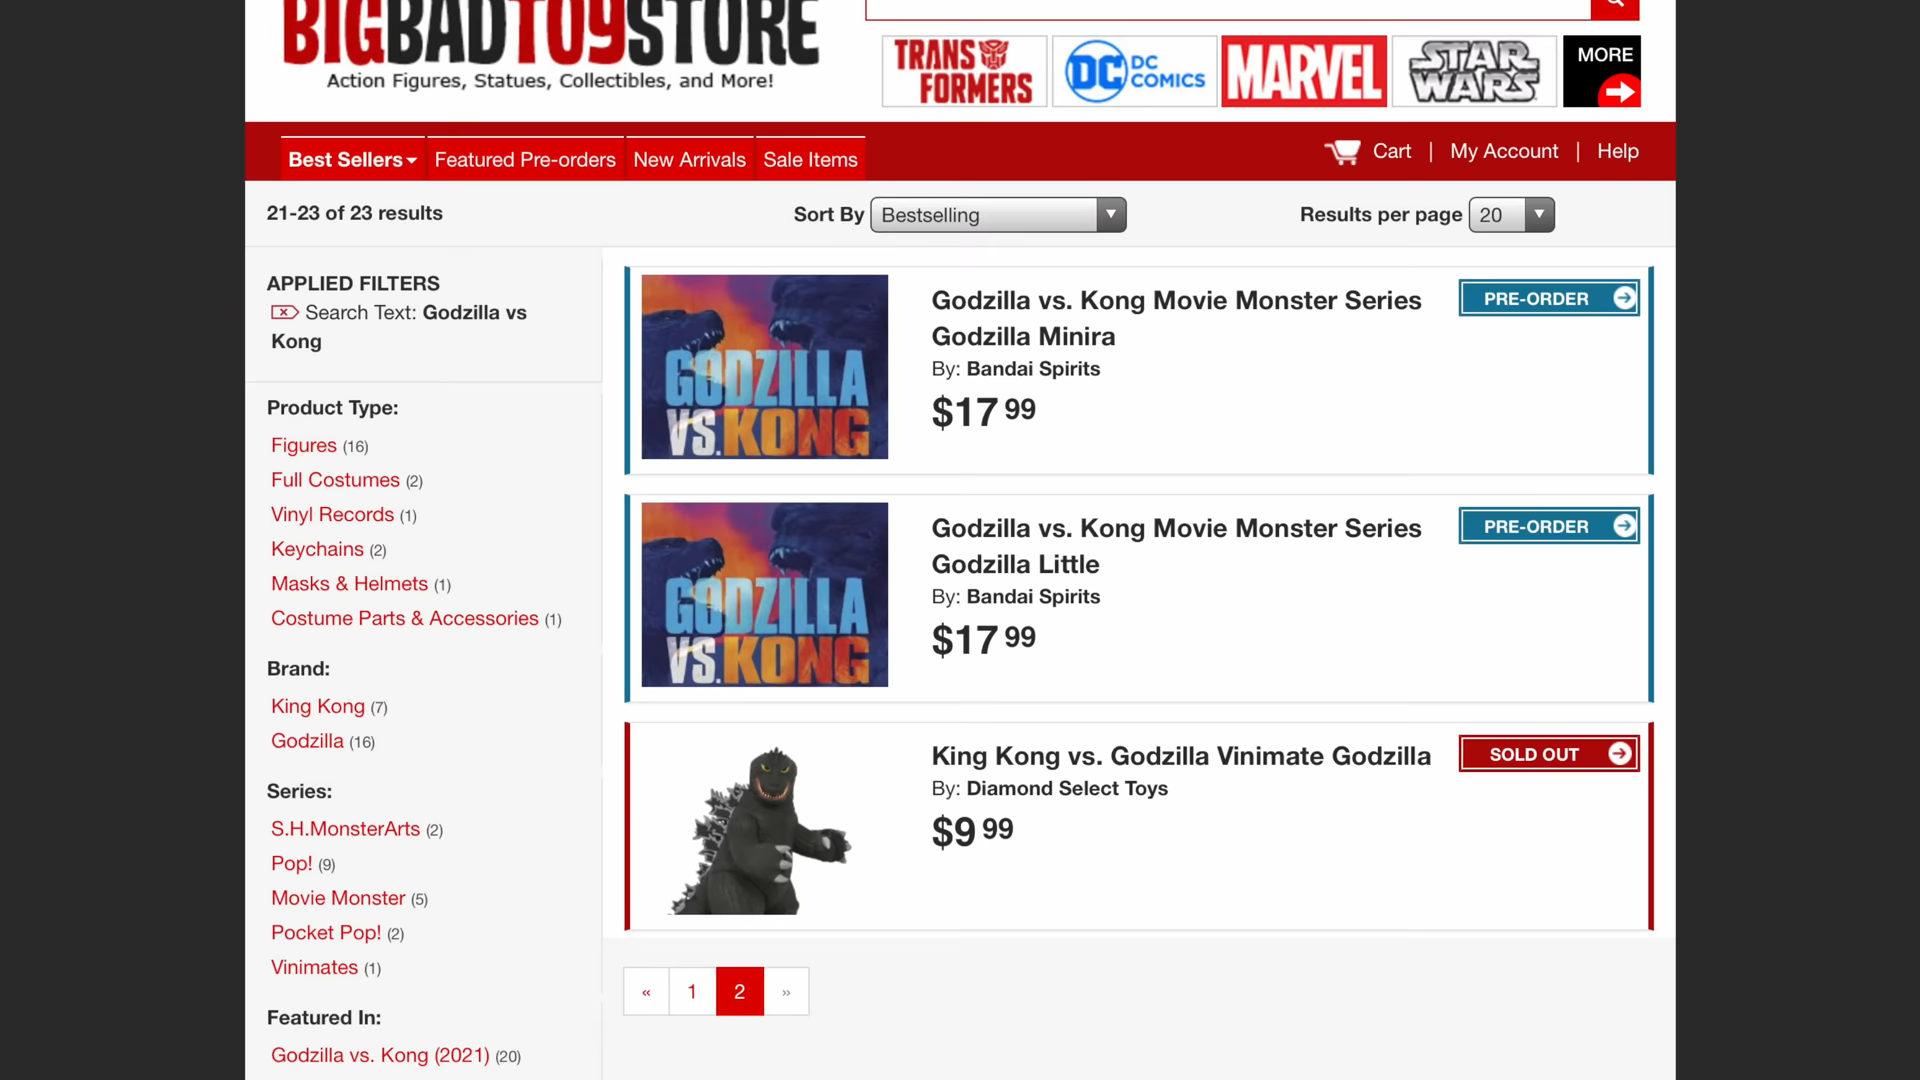 BIGBADTOYSTORE
Action Figures, Statues, Collectibles, and More!
TRANSFORMERS
DC
DC COMICS
MARVEL
STAR WARS
MORE
Best Sellers
Featured Pre-orders
New Arrivals
Sale Items
Cart | My Account | Help
21-23 of 23 results
Sort By Bestselling
Results per page 20
APPLIED FILTERS
Search Text: Godzilla vs
Kong
Product Type:
Figures (16)
Full Costumes (2)
Vinyl Records (1)
Keychains (2)
Masks & Helmets (1)
Costume Parts & Accessories (1)
Brand:
King Kong (7)
Godzilla (16)
Series:
S.H.MonsterArts (2)
Pop! (9)
Movie Monster (5)
Pocket Pop! (2)
Vinimates (1)
Featured In:
Godzilla vs. Kong (2021) (20)
GODZILLA
VS. KONG
Godzilla vs. Kong Movie Monster Series
Godzilla Minira
By: Bandai Spirits
$17 99
PRE-ORDER
GODZILLA
VS. KONG
Godzilla vs. Kong Movie Monster Series
Godzilla Little
By: Bandai Spirits
$17 99
PRE-ORDER
King Kong vs. Godzilla Vinimate Godzilla
By: Diamond Select Toys
$9 99
SOLD OUT
« 1 2 »